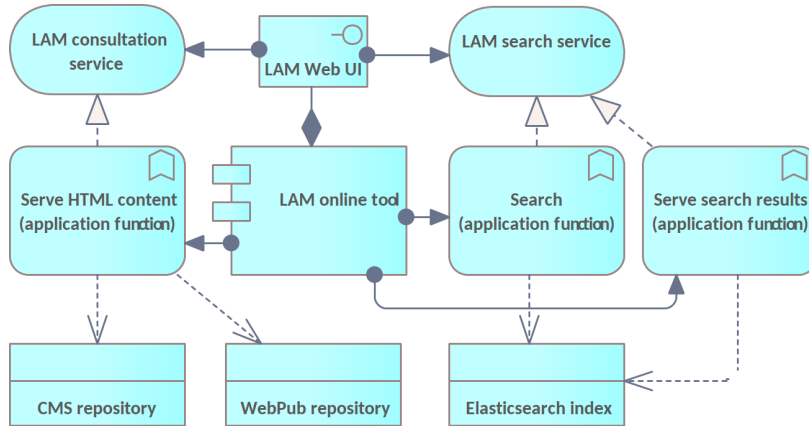 LAM consultation
service
LAM Web UI
LAM search service
Serve HTML content
(application function)
LAM online tool
Search
(application function)
Serve search results
(application function)
CMS repository
WebPub repository
Elasticsearch index